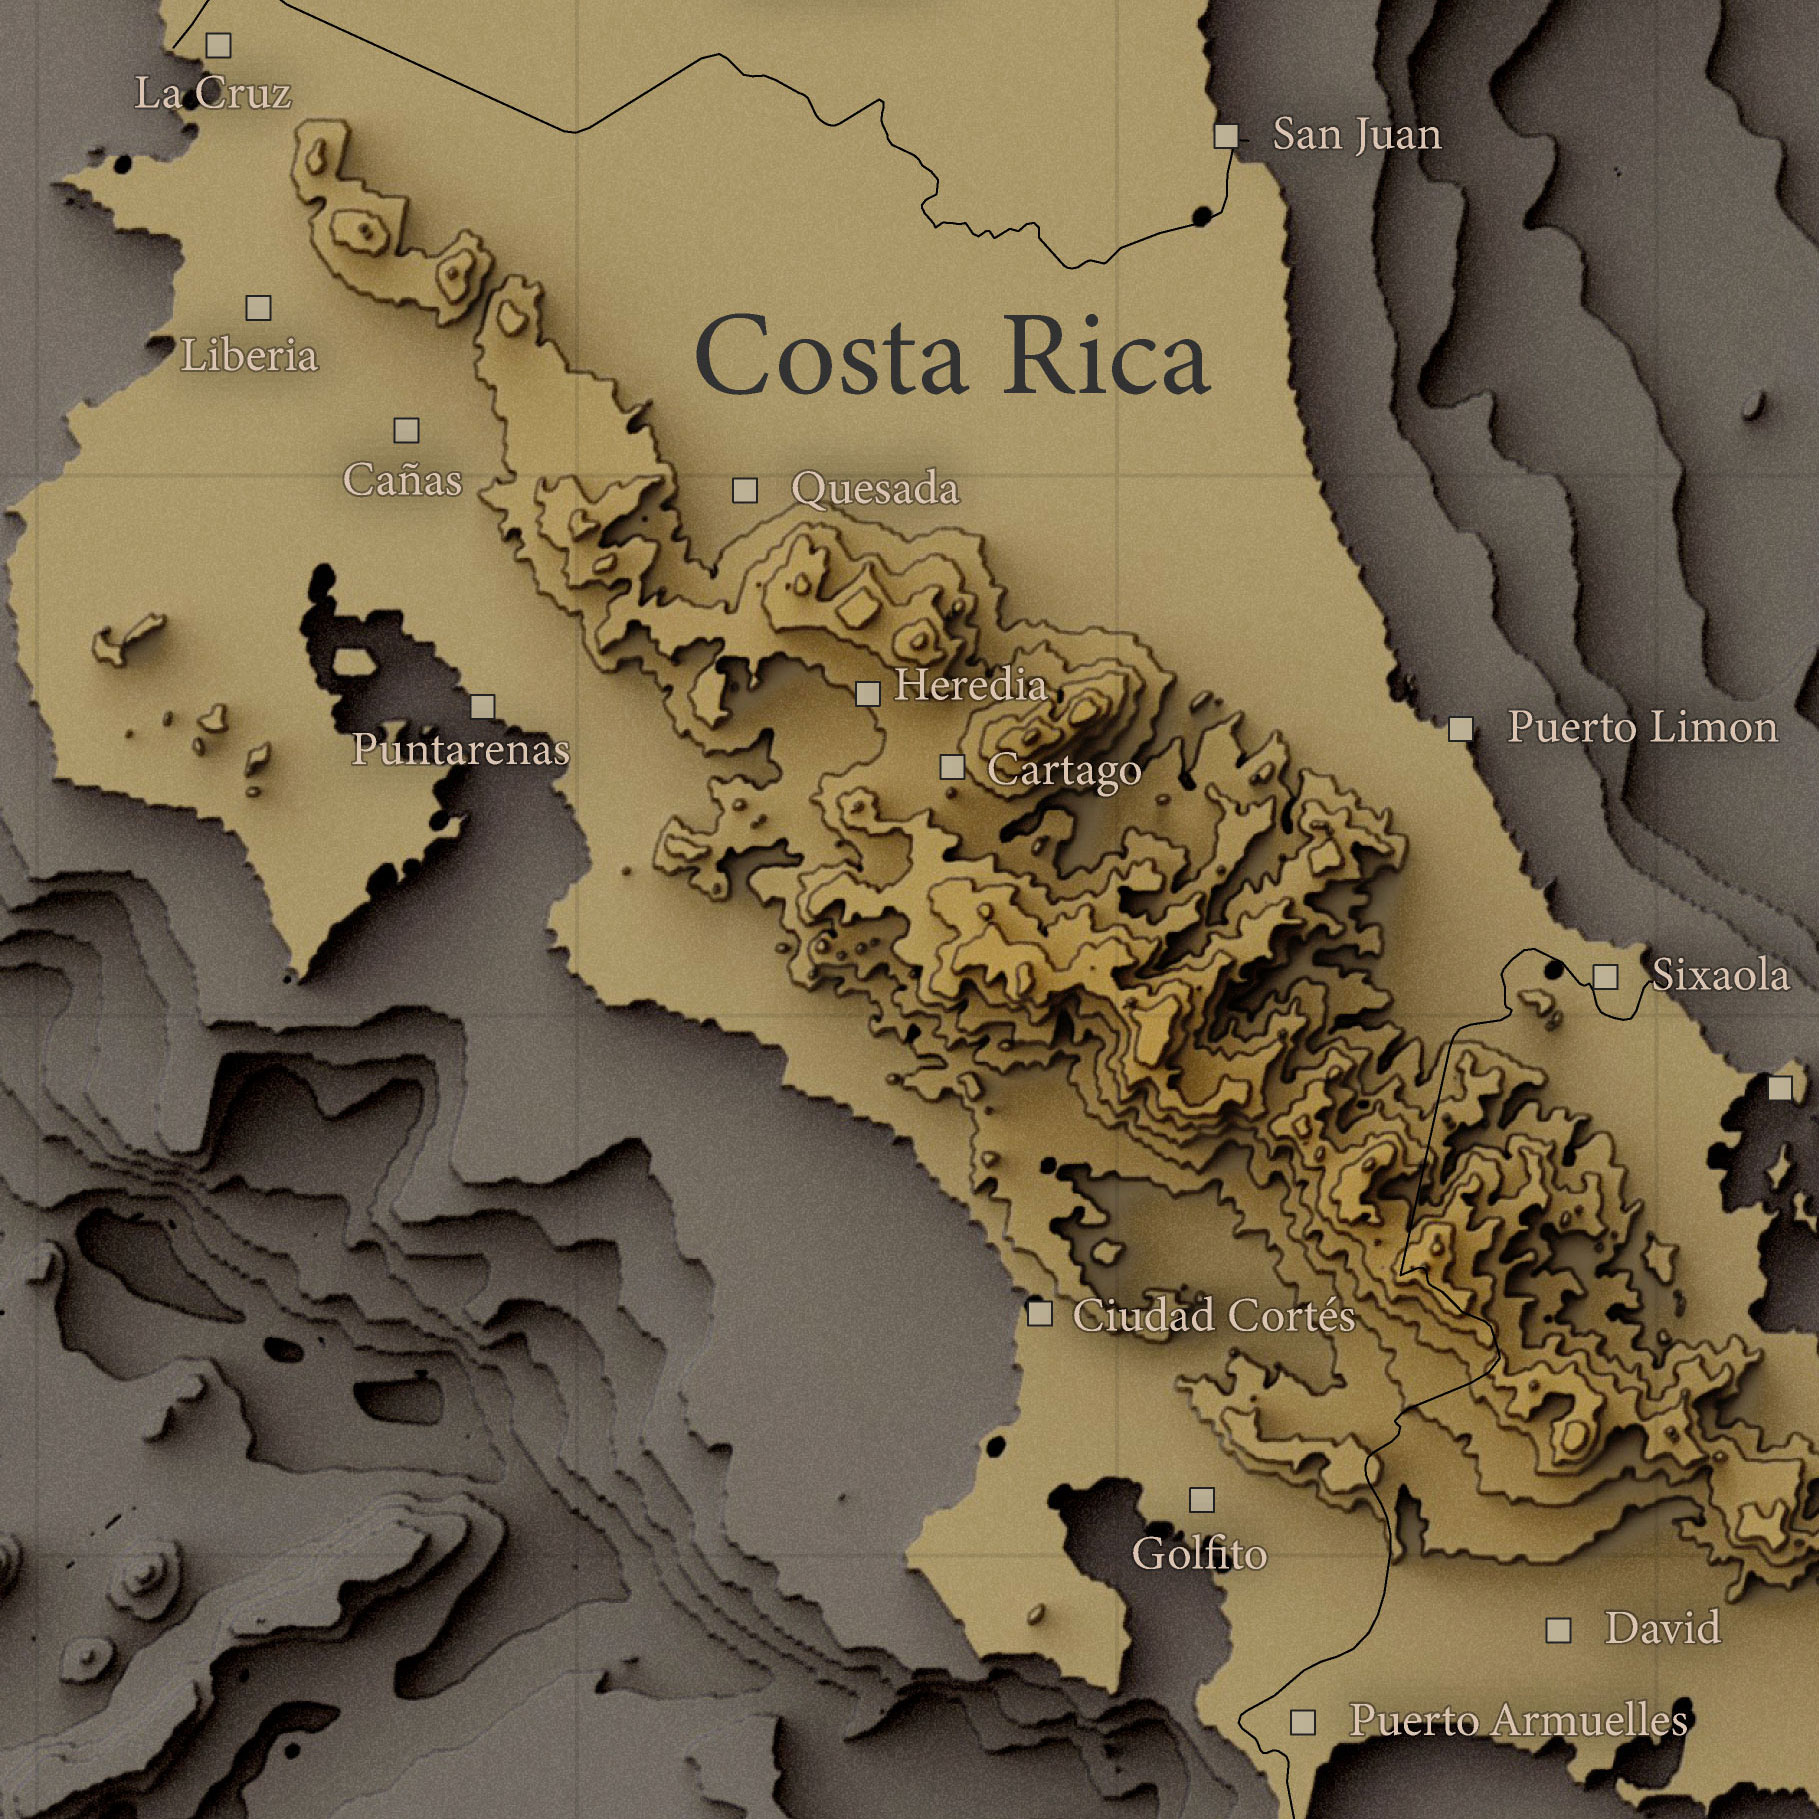 La Cruz
San Juan
Costa Rica
Liberia
Cañas
Quesada
Heredia
Puntarenas
Puerto Limon
Cartago
Sixaola
Ciudad Cortés
Golfito
David
Puerto Armuelles